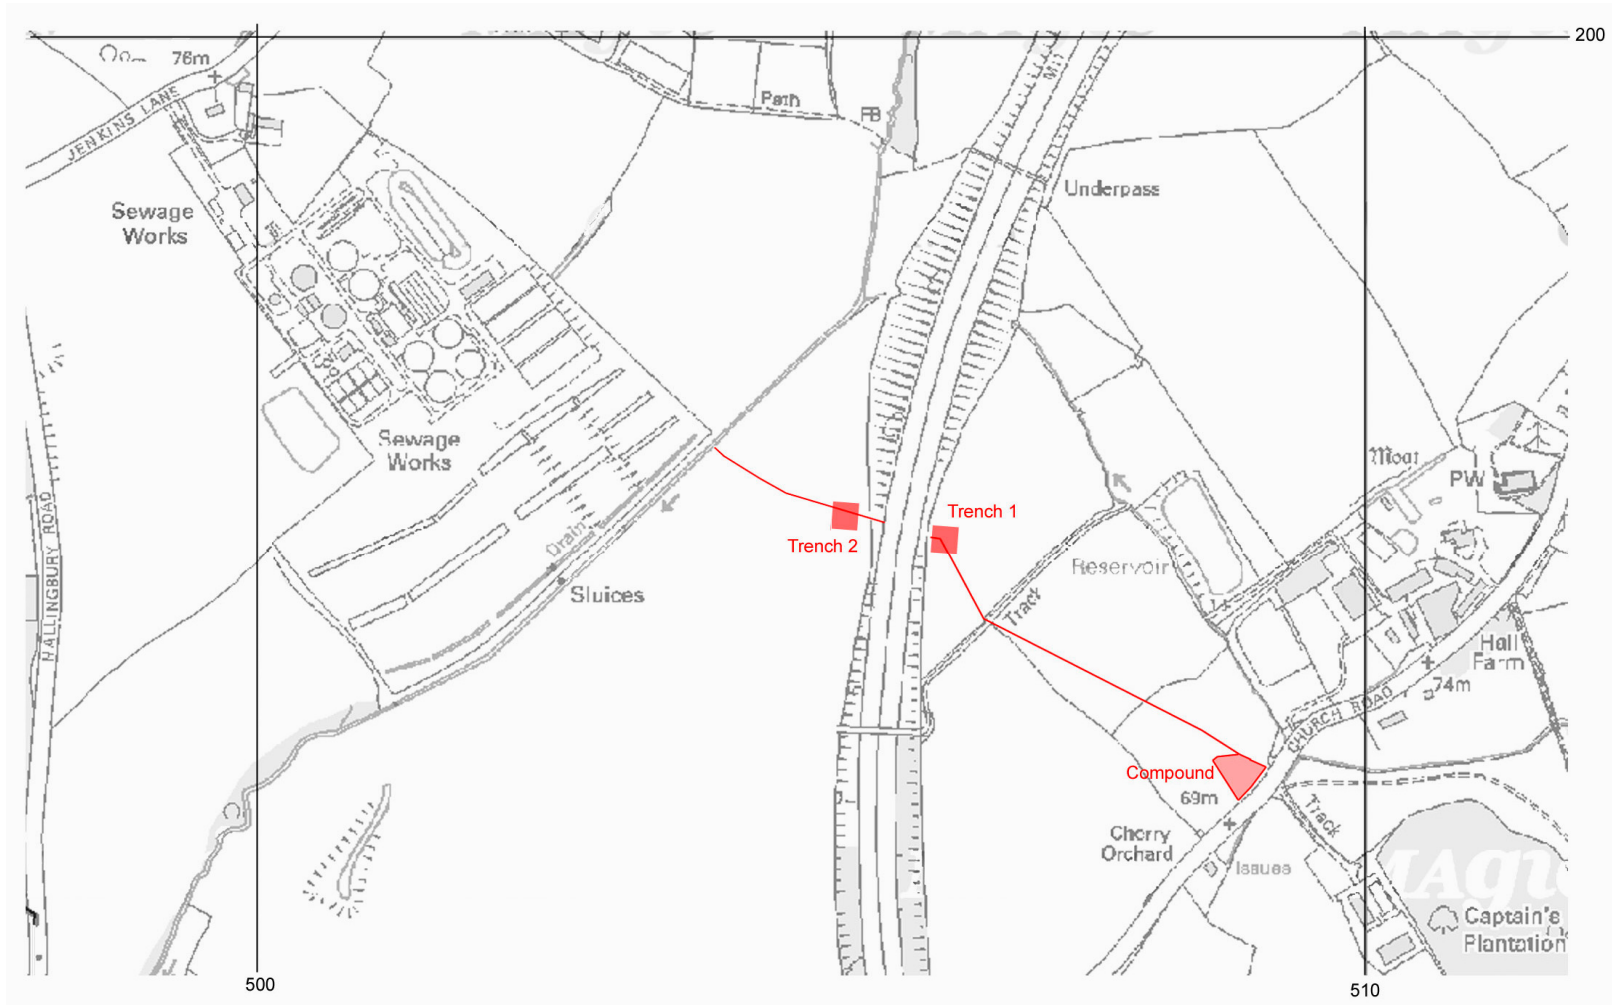 200
76m
JENKINS LANE
Path
FB
M11
Underpass
Sewage
Works
Sewage
Works
Moat
PW
Trench 1
Trench 2
Drain
Reservoir
Sluices
Track
HALLINGBURY ROAD
Hall
Farm
74m
CHURCH ROAD
Compound
69m
Track
Cherry
Orchard
Issues
MAGIC
Captain's
Plantation
500
510